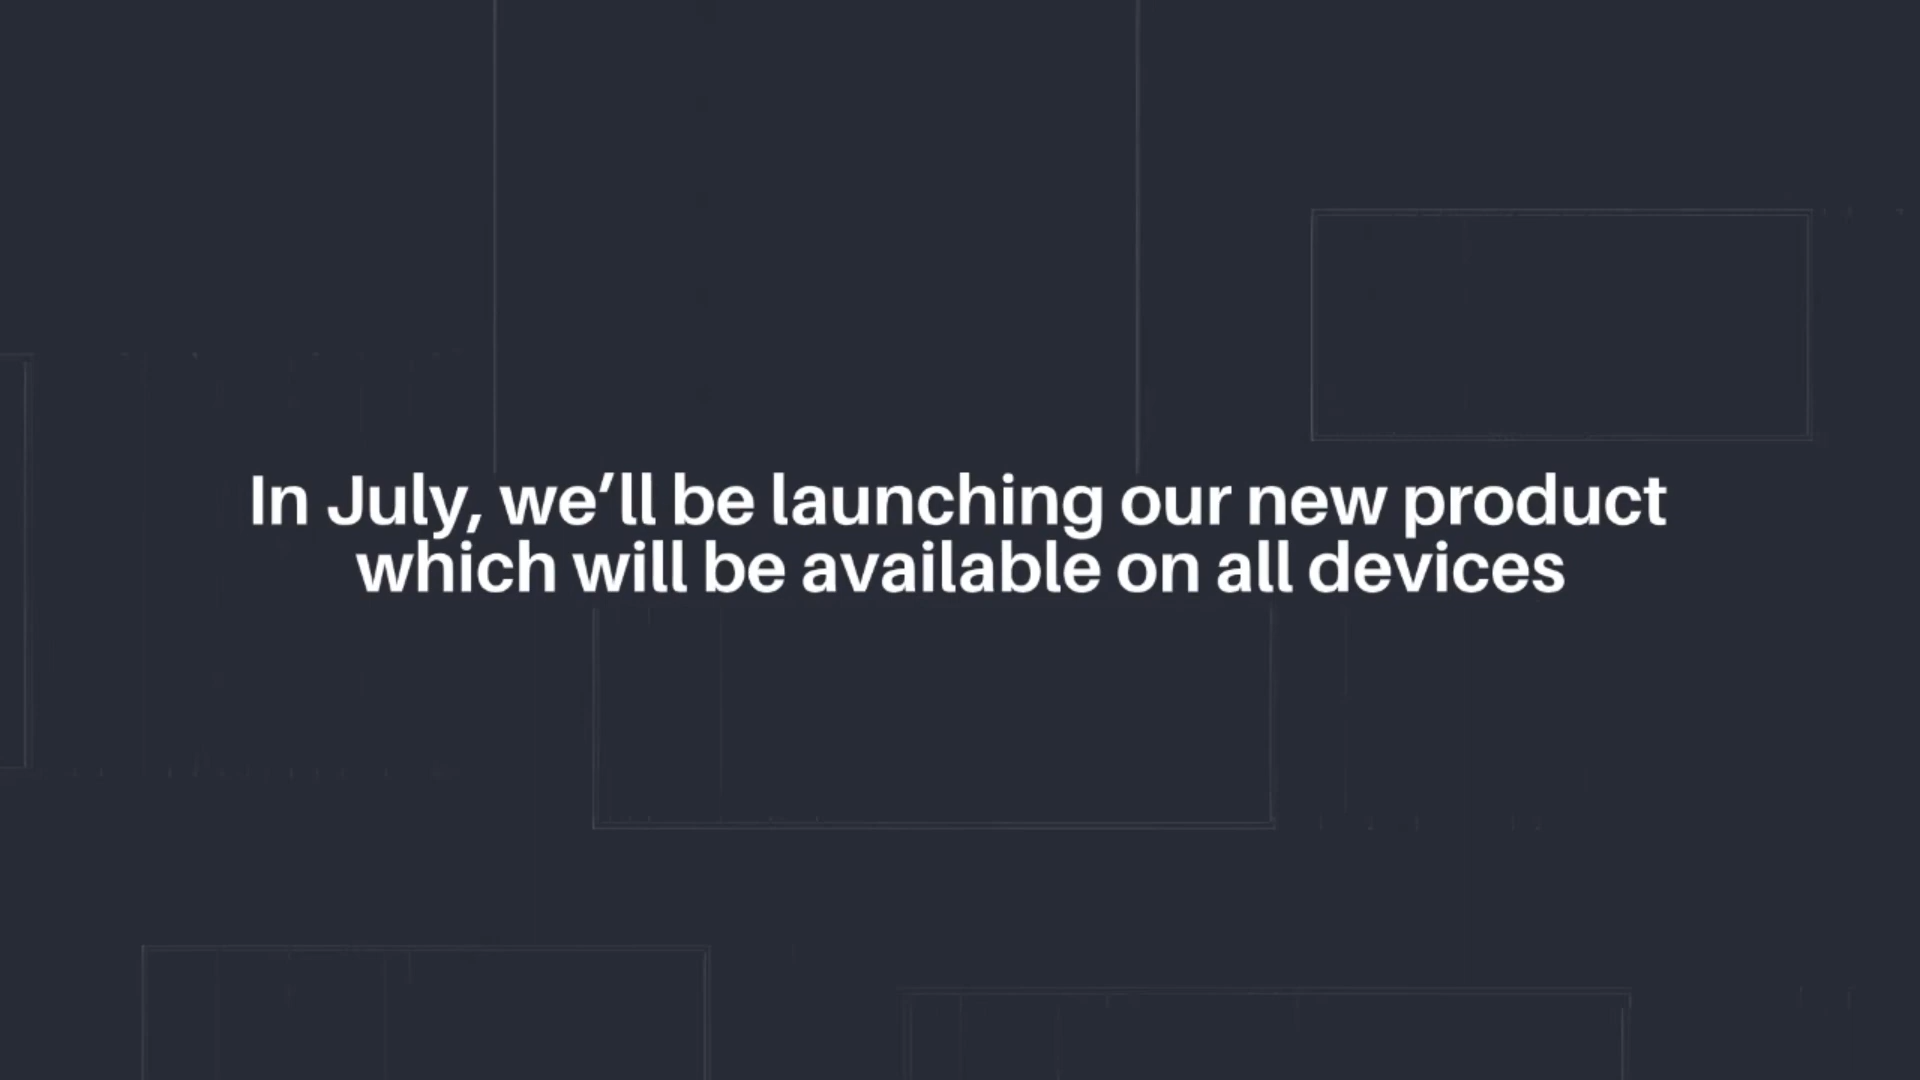 In July, we’ll be launching our new product
which will be available on all devices